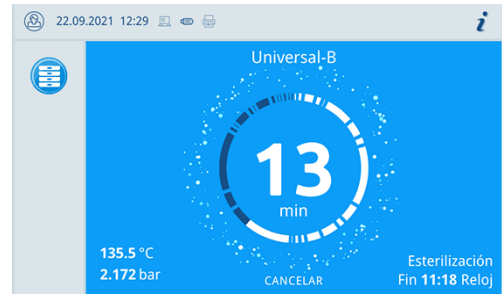 22.09.2021 12:29
i
Universal-B
13
min
135.5 °C
2.172 bar
CANCELAR
Esterilización
Fin 11:18 Reloj